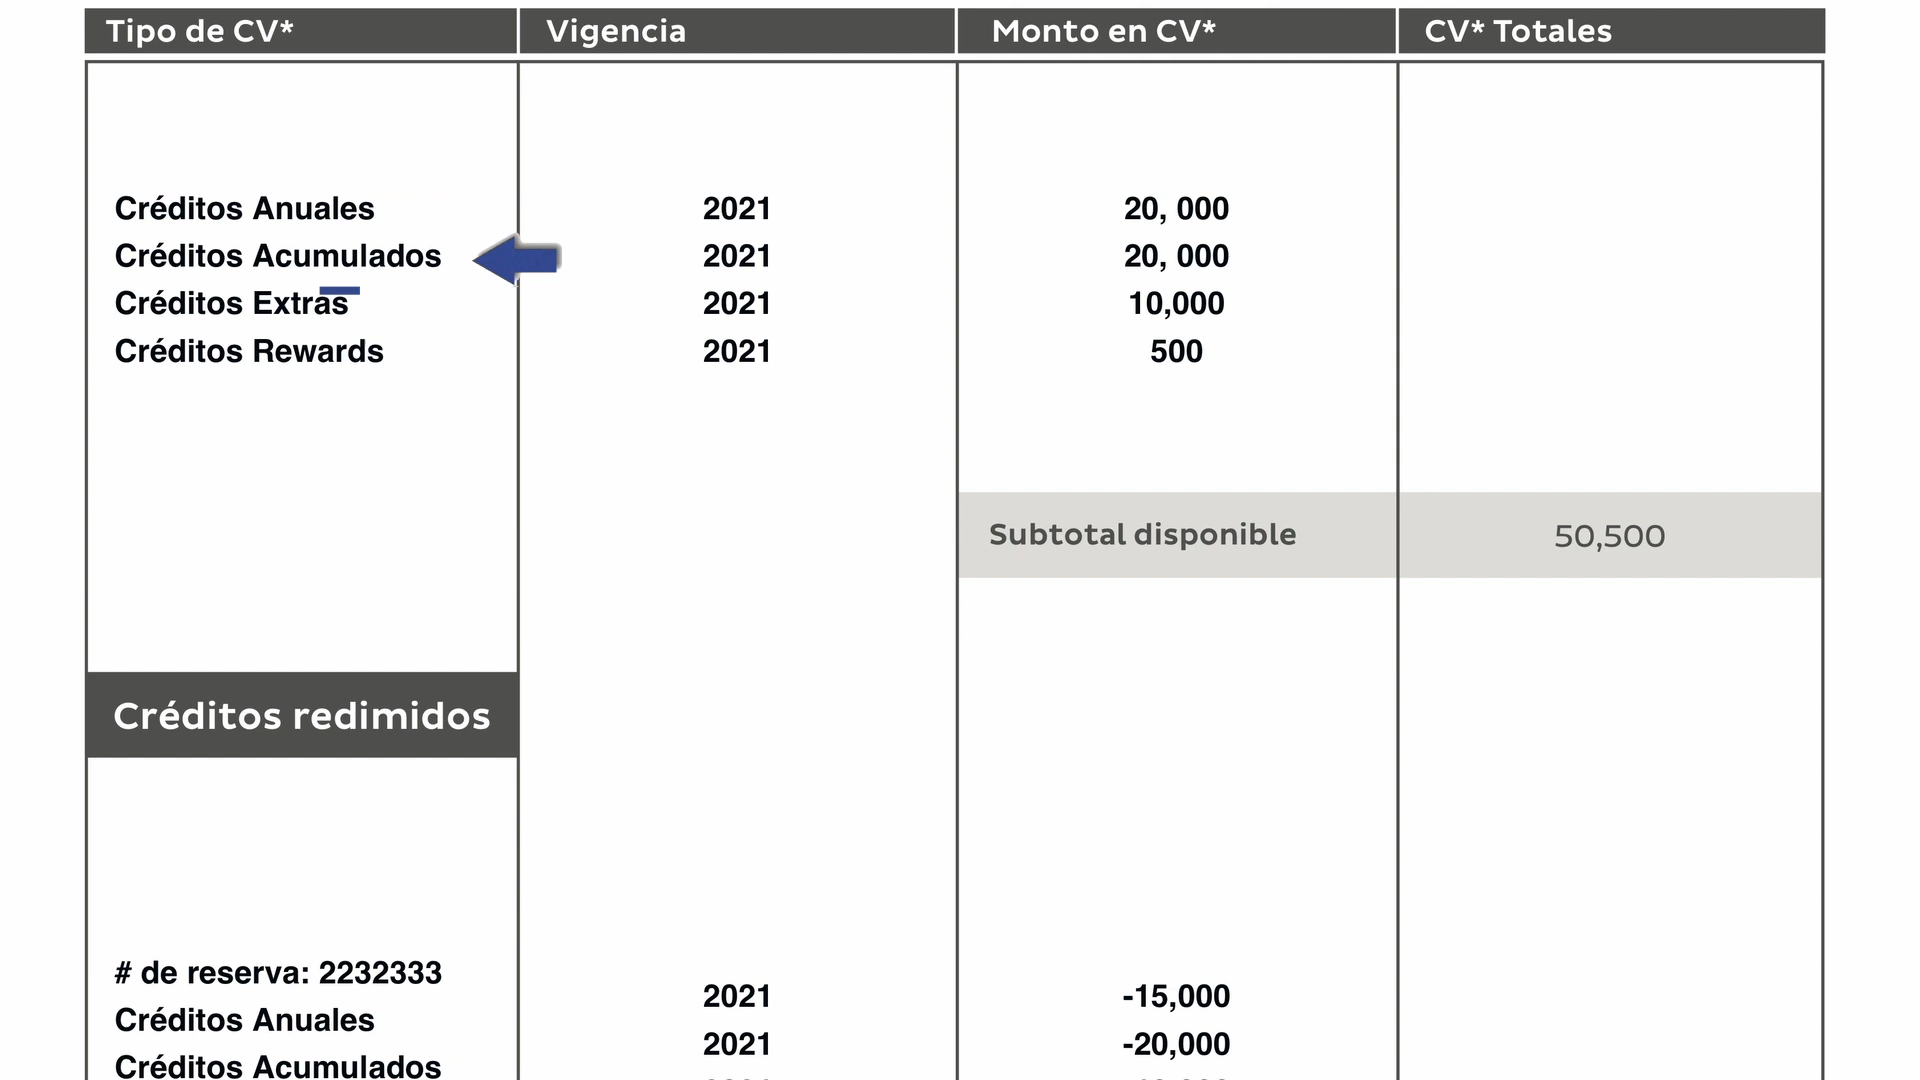 Tipo de CV* Vigencia Monto en CV* CV* Totales
Créditos Anuales 2021 20, 000
Créditos Acumulados 2021 20, 000
Créditos Extras 2021 10,000
Créditos Rewards 2021 500
Subtotal disponible 50,500
Créditos redimidos
# de reserva: 2232333
2021 -15,000
Créditos Anuales
2021 -20,000
Créditos Acumulados